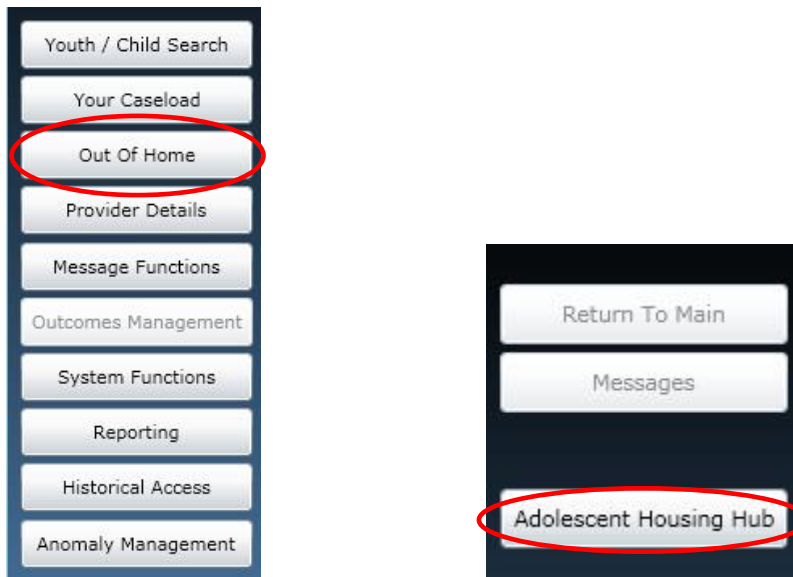 Youth / Child Search
Your Caseload
Out Of Home
Provider Details
Message Functions
Outcomes Management
System Functions
Reporting
Historical Access
Anomaly Management
Return To Main
Messages
Adolescent Housing Hub